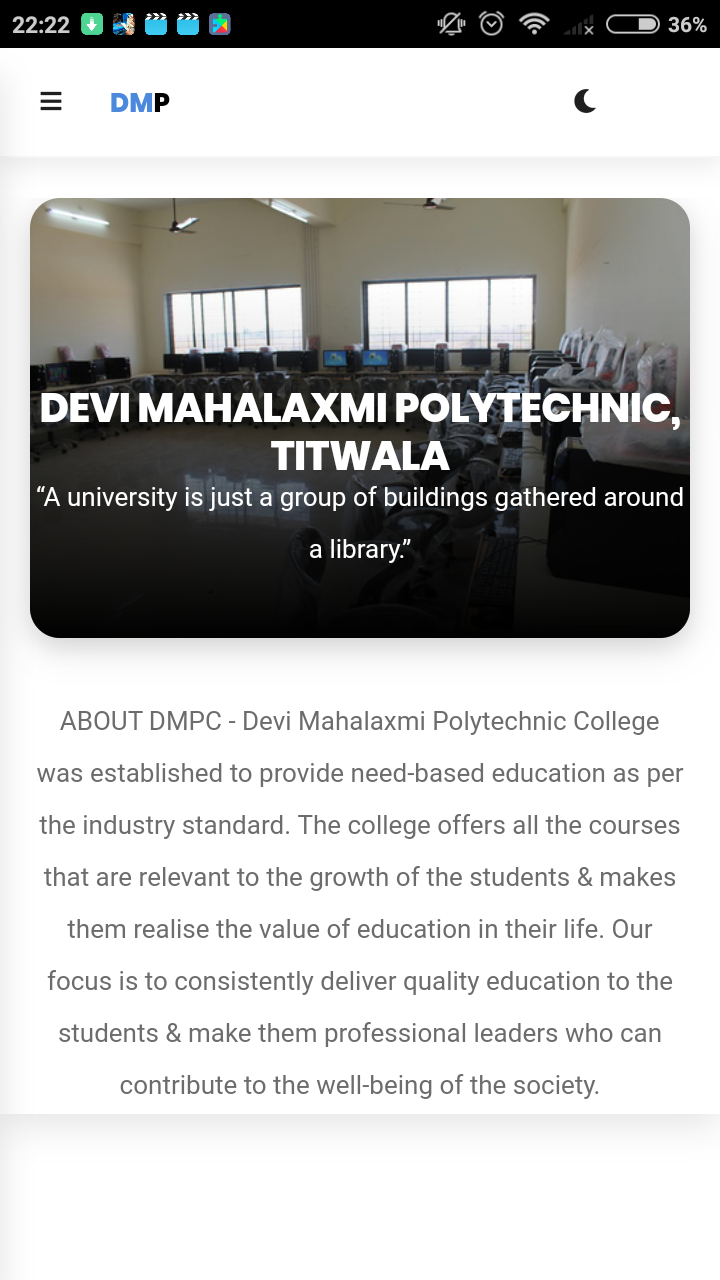 22:22
36%
DMP
DEVI MAHALAXMI POLYTECHNIC,
TITWALA
“A university is just a group of buildings gathered around
a library.”
ABOUT DMPC - Devi Mahalaxmi Polytechnic College
was established to provide need-based education as per
the industry standard. The college offers all the courses
that are relevant to the growth of the students & makes
them realise the value of education in their life. Our
focus is to consistently deliver quality education to the
students & make them professional leaders who can
contribute to the well-being of the society.